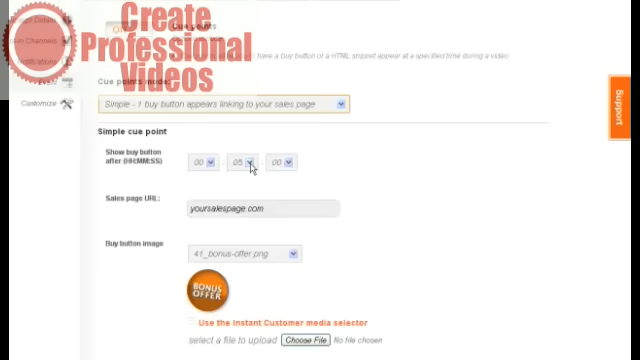 Create
Professional
Videos
Cue points
have a buy button or a HTML snippet appear at a specified time during a video
Cue points mode:
Customize
Simple - 1 buy button appears linking to your sales page
Simple cue point
Show buy button
after (HH:MM:SS)
00 : 05 : 00
Sales page URL:
yoursalespage.com
Buy button image
41_bonus-offer.png
BONUS
OFFER
Use the Instant Customer media selector
select a file to upload Choose File No file chosen
Support